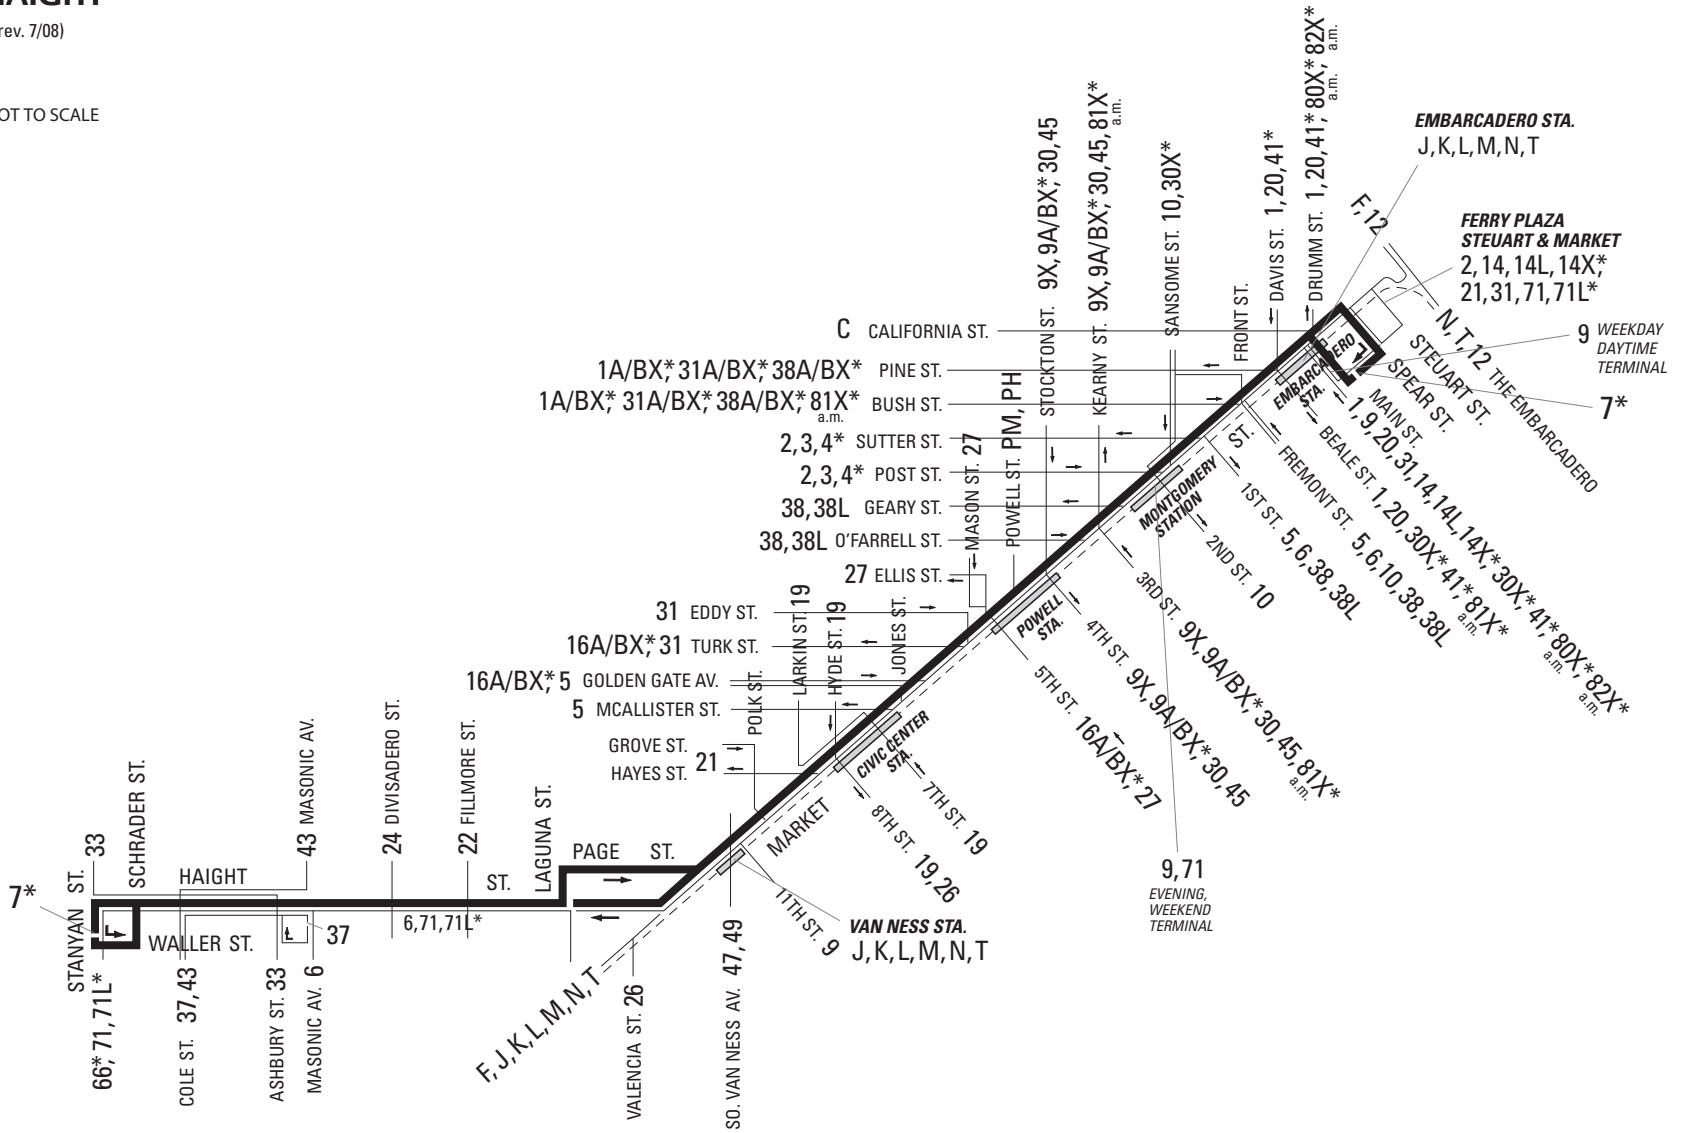 rev. 7/08)
OT TO SCALE
STOCKTON ST. 9X, 9A/BX* 30, 45
KEARNY ST. 9X, 9A/BX* 30, 45, 81X*
a.m.
SANSOME ST. 10, 30X*
FRONT ST.
DAVIS ST. 1, 20, 41*
DRUMM ST. 1, 20, 41* 80X* 82X*
a.m.
a.m.
EMBARCADERO STA.
J, K, L, M, N, T
F, 12
FERRY PLAZA
STEUART & MARKET
2, 14, 14L, 14X*,
21, 31, 71, 71L*
9 WEEKDAY
DAYTIME
TERMINAL
7*
N, T, 12 THE EMBARCADERO
STEUART ST.
SPEAR ST.
MAIN ST.
1, 9, 20, 31, 14, 14L, 14X* 30X* 41* 80X* 82X*
a.m.
a.m.
BEALE ST. 1, 20, 30X* 41* 81X*
a.m.
FREMONT ST. 5, 6, 10, 38, 38L
1ST ST. 5, 6, 38, 38L
2ND ST. 10
3RD ST. 9X, 9A/BX* 30, 45, 81X*
a.m.
4TH ST. 9X, 9A/BX* 30, 45
5TH ST. 16A/BX* 27
7TH ST. 19
8TH ST. 19, 26
11TH ST. 9
EMBARCADERO
STA.
MONTGOMERY
STATION
POWELL
STA.
CIVIC CENTER
STA.
MARKET
ST.
C CALIFORNIA ST.
1A/BX*, 31A/BX*, 38A/BX* PINE ST.
1A/BX*, 31A/BX*, 38A/BX*, 81X* BUSH ST.
a.m.
2, 3, 4* SUTTER ST.
2, 3, 4* POST ST.
38, 38L GEARY ST.
38, 38L O'FARRELL ST.
27 ELLIS ST.
31 EDDY ST.
16A/BX*, 31 TURK ST.
16A/BX*, 5 GOLDEN GATE AV.
5 MCALLISTER ST.
GROVE ST.
HAYES ST. 21
MASON ST. 27
POWELL ST. PM, PH
JONES ST.
HYDE ST. 19
LARKIN ST. 19
POLK ST.
9, 71
EVENING,
WEEKEND
TERMINAL
VAN NESS STA.
J, K, L, M, N, T
7*
STANYAN ST.
33
SCHRADER ST.
HAIGHT
ST.
43 MASONIC AV.
24 DIVISADERO ST.
22 FILLMORE ST.
LAGUNA ST.
PAGE ST.
WALLER ST.
37
6, 71, 71L*
66*, 71, 71L*
COLE ST. 37, 43
ASHBURY ST. 33
MASONIC AV. 6
F, J, K, L, M, N, T
VALENCIA ST. 26
SO. VAN NESS AV. 47, 49